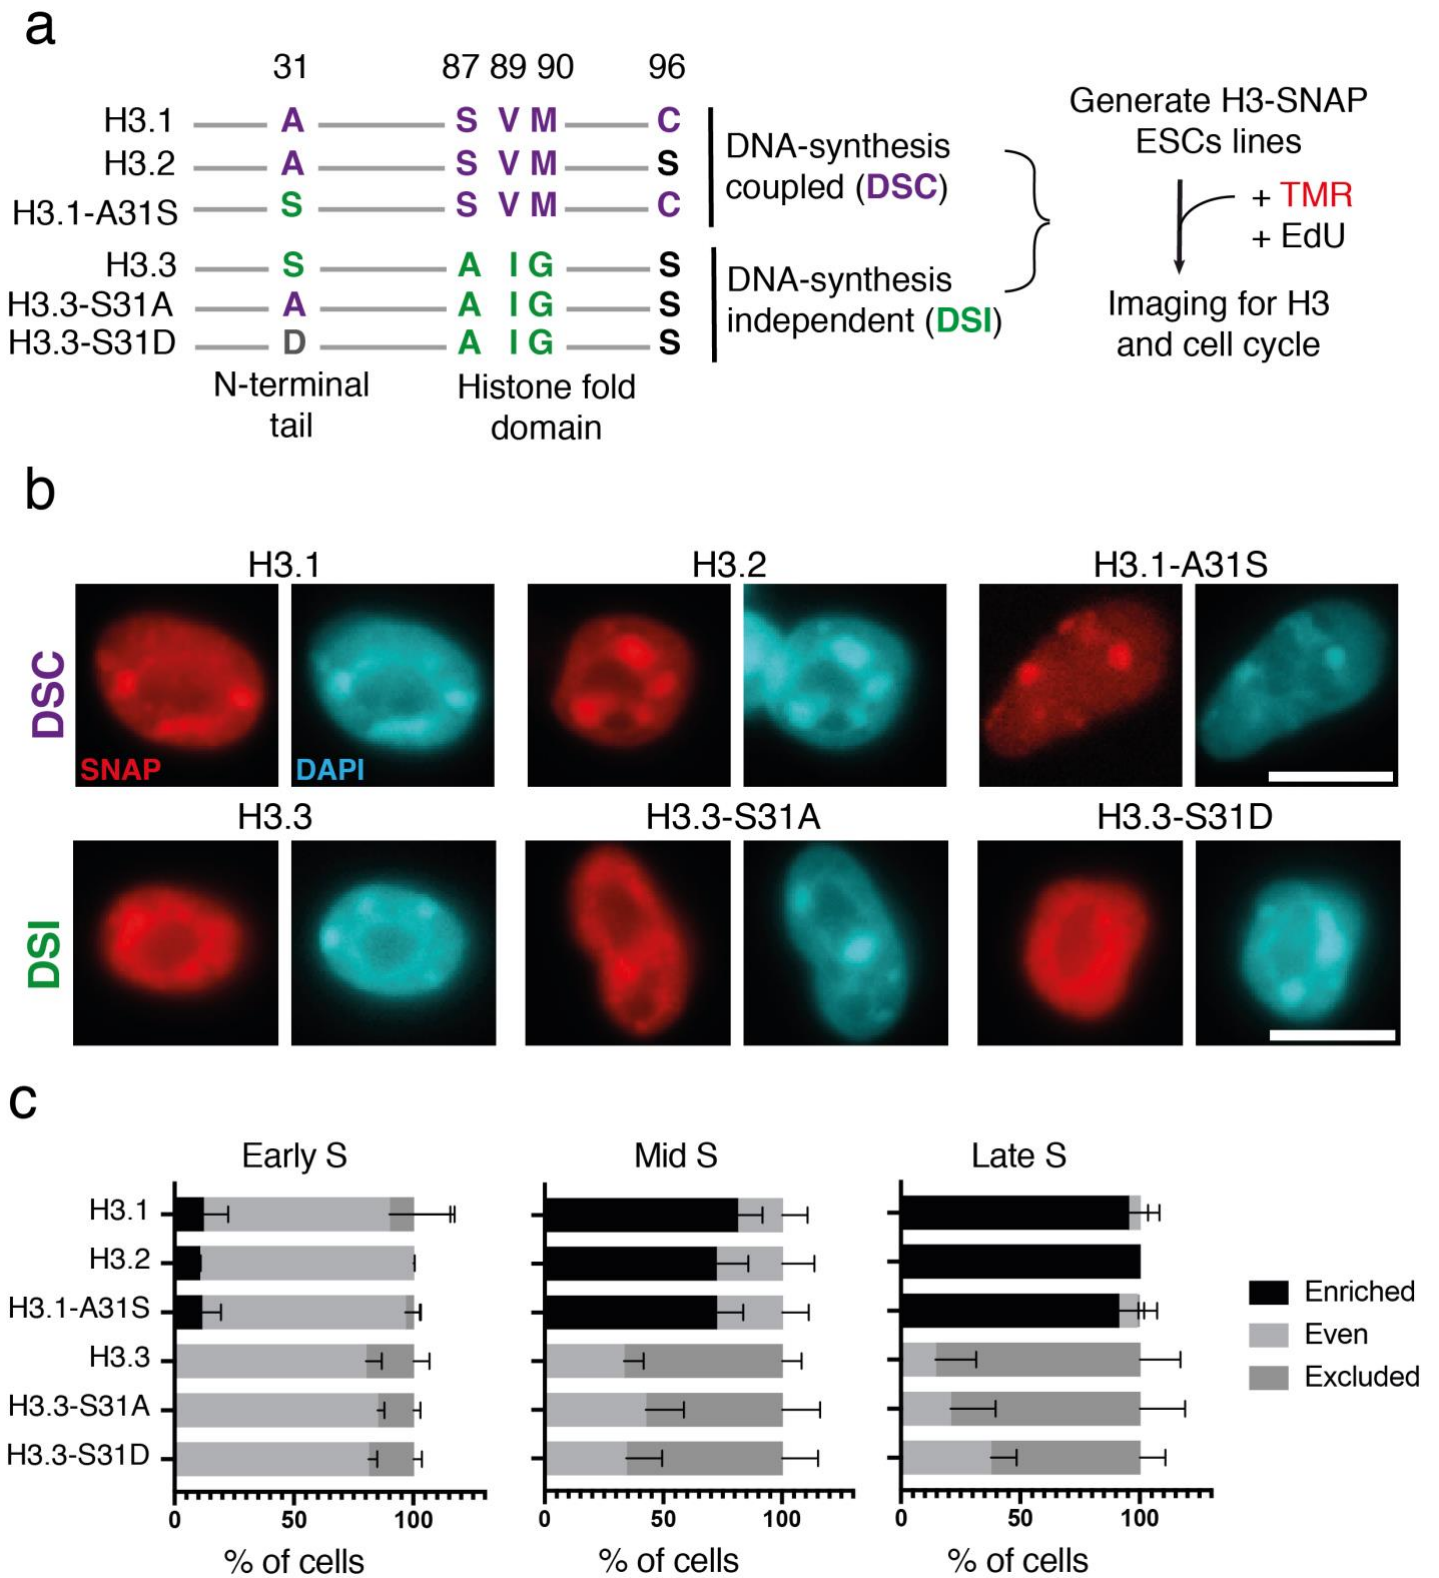 a
31 87 89 90 96
H3.1 A S V M C
H3.2 A S V M S
H3.1-A31S S S V M C
H3.3 S A I G S
H3.3-S31A A A I G S
H3.3-S31D D A I G S
N-terminal
tail
Histone fold
domain
DNA-synthesis
coupled (DSC)
DNA-synthesis
independent (DSI)
Generate H3-SNAP
ESCs lines
+ TMR
+ EdU
Imaging for H3
and cell cycle
b
H3.1 H3.2 H3.1-A31S
DSC
SNAP DAPI
H3.3 H3.3-S31A H3.3-S31D
DSI
c
Early S Mid S Late S
H3.1
H3.2
H3.1-A31S
H3.3
H3.3-S31A
H3.3-S31D
0 50 100 0 50 100 0 50 100
% of cells % of cells % of cells
Enriched
Even
Excluded